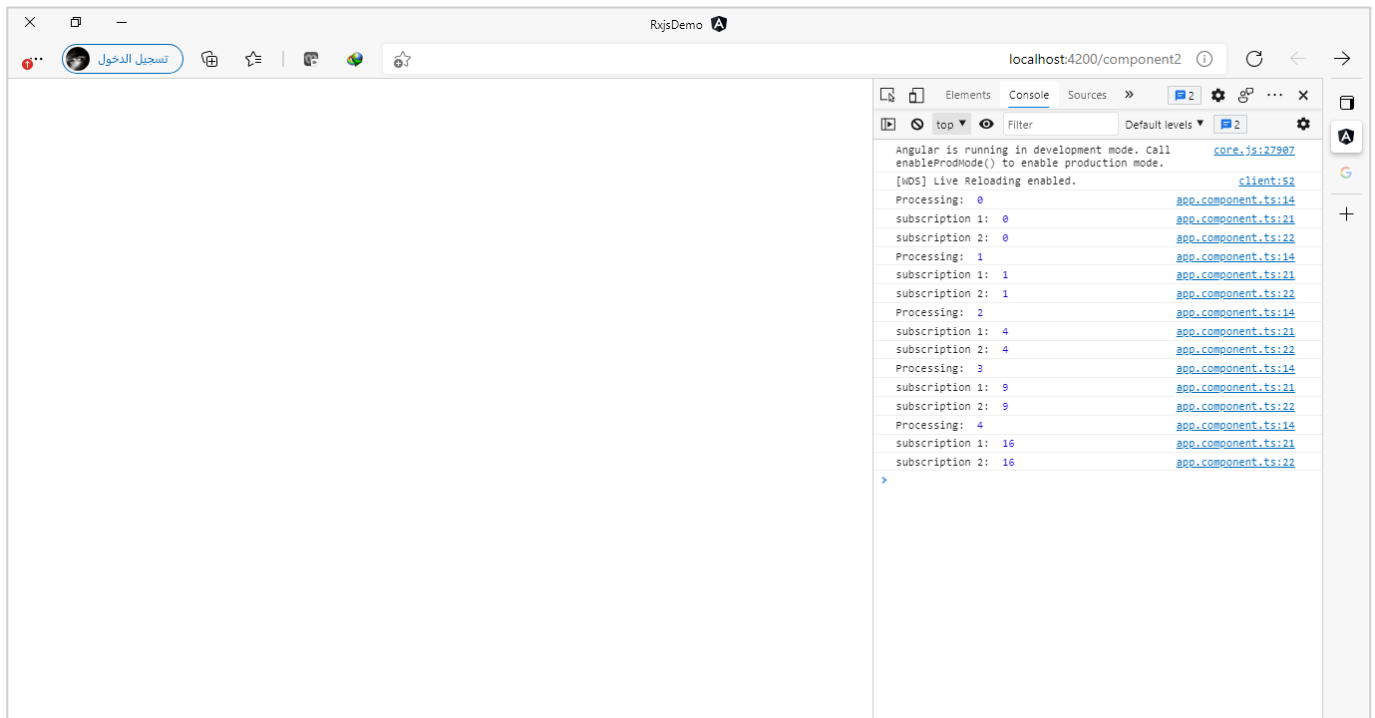 RxjsDemo
تسجيل الدخول
localhost:4200/component2
Elements Console Sources 2
top Filter Default levels 2
Angular is running in development mode. Call core.js:27907
enableProdMode() to enable production mode.
[WDS] Live Reloading enabled. client:52
Processing: 0 app.component.ts:14
subscription 1: 0 app.component.ts:21
subscription 2: 0 app.component.ts:22
Processing: 1 app.component.ts:14
subscription 1: 1 app.component.ts:21
subscription 2: 1 app.component.ts:22
Processing: 2 app.component.ts:14
subscription 1: 4 app.component.ts:21
subscription 2: 4 app.component.ts:22
Processing: 3 app.component.ts:14
subscription 1: 9 app.component.ts:21
subscription 2: 9 app.component.ts:22
Processing: 4 app.component.ts:14
subscription 1: 16 app.component.ts:21
subscription 2: 16 app.component.ts:22